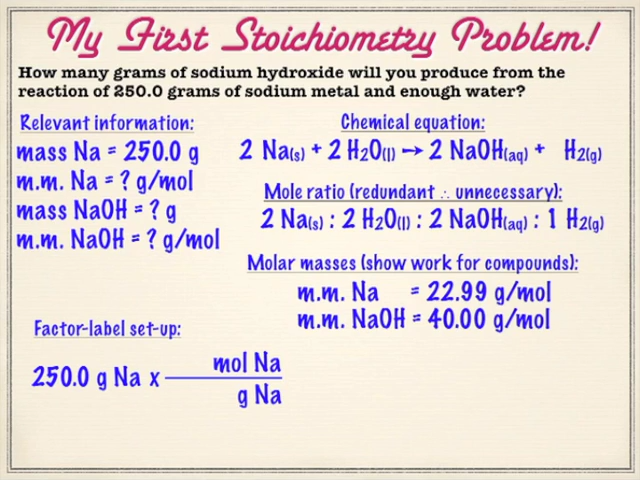 My First Stoichiometry Problem!
How many grams of sodium hydroxide will you produce from the
reaction of 250.0 grams of sodium metal and enough water?
Relevant information:
mass Na = 250.0 g
m.m. Na = ? g/mol
mass NaOH = ? g
m.m. NaOH = ? g/mol
Chemical equation:
2 Na(s) + 2 H2O(l) → 2 NaOH(aq) + H2(g)
Mole ratio (redundant ∴ unnecessary):
2 Na(s) : 2 H2O(l) : 2 NaOH(aq) : 1 H2(g)
Molar masses (show work for compounds):
m.m. Na = 22.99 g/mol
m.m. NaOH = 40.00 g/mol
Factor-label set-up:
250.0 g Na x
mol Na
g Na